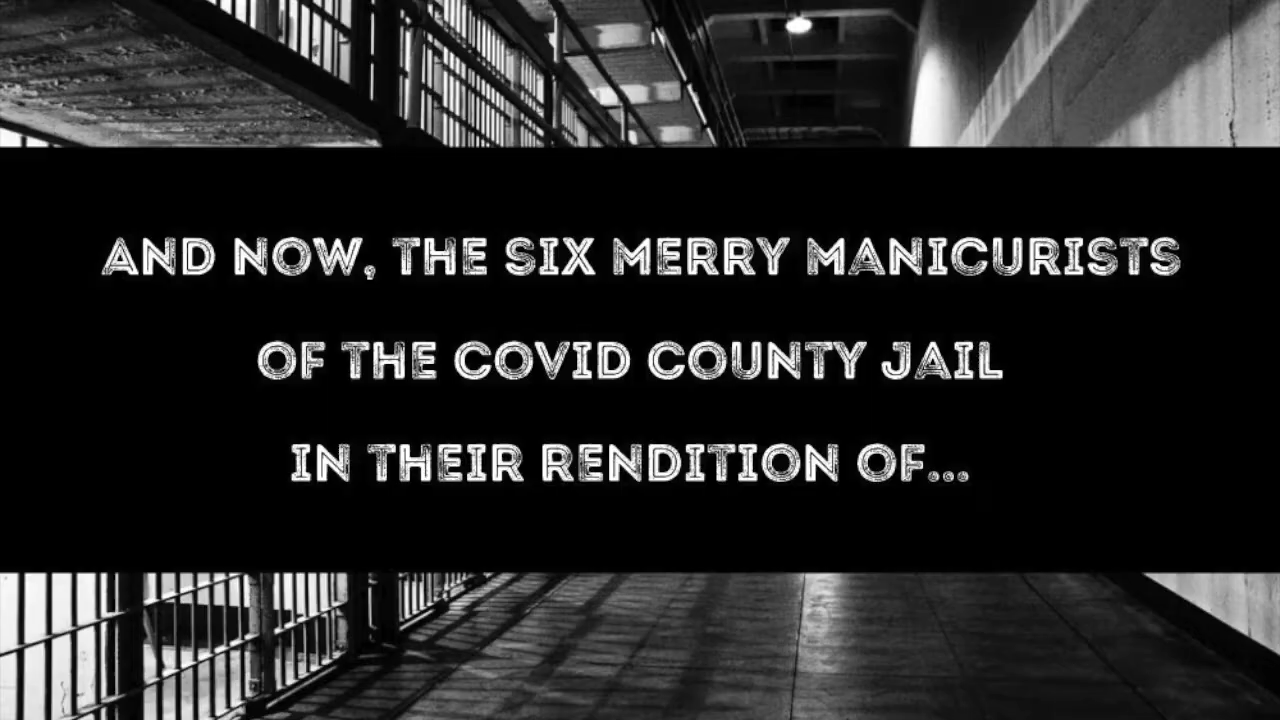 AND NOW, THE SIX MERRY MANICURISTS
OF THE COVID COUNTY JAIL
IN THEIR RENDITION OF...